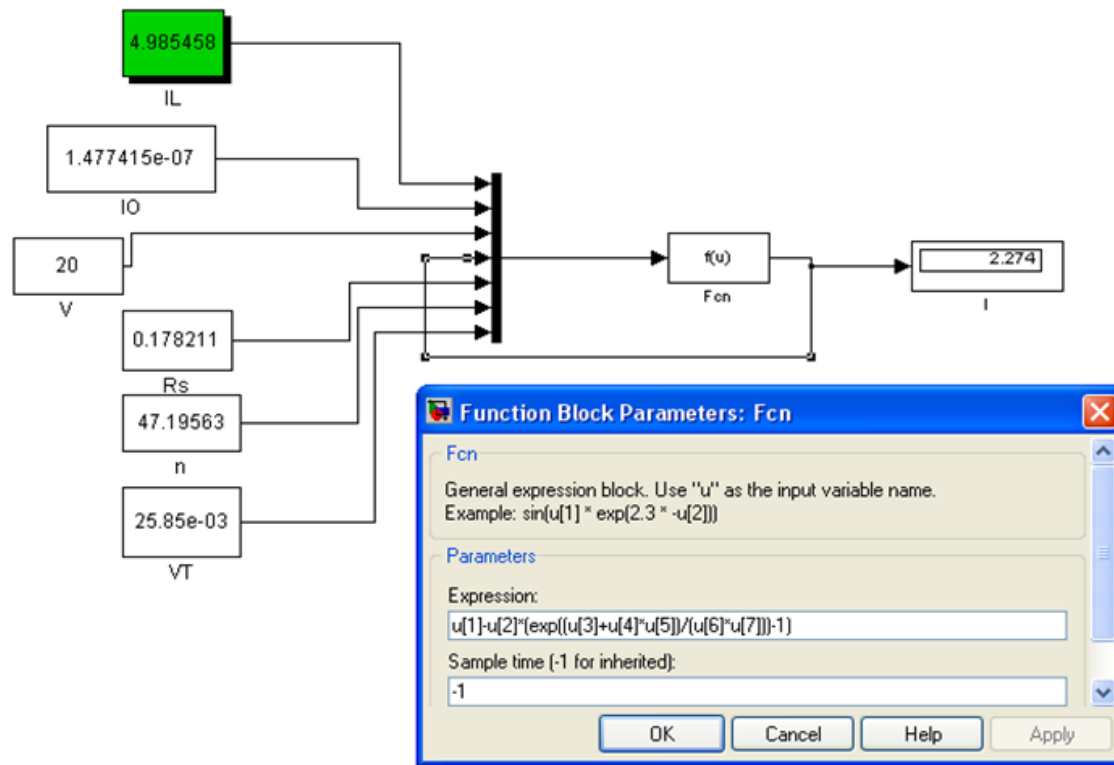 4.985458
IL
1.477415e-07
IO
20
V
0.178211
Rs
47.19563
n
25.85e-03
VT
f(u)
Fcn
2.274
I
Function Block Parameters: Fcn
Fcn
General expression block. Use "u" as the input variable name.
Example: sin(u[1] * exp(2.3 * -u[2]))
Parameters
Expression:
u[1]-u[2]*(exp((u[3]+u[4]*u[5])/(u[6]*u[7]))-1)
Sample time (-1 for inherited):
-1
OK
Cancel
Help
Apply